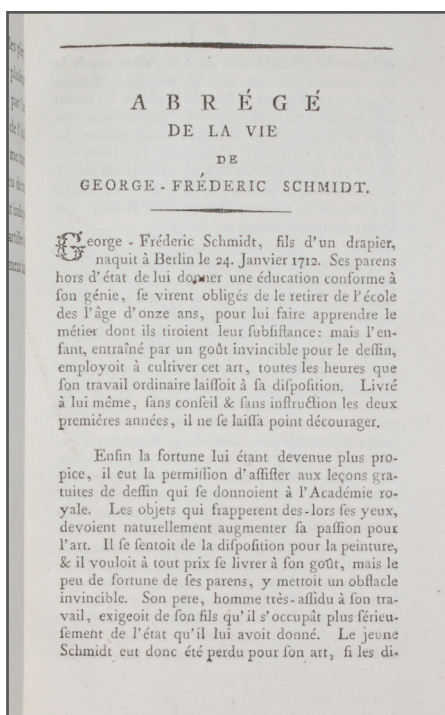 ABRÉGÉ
DE LA VIE
DE
GEORGE-FRÉDERIC SCHMIDT.
George - Fréderic Schmidt, fils d'un drapier,
naquit à Berlin le 24. Janvier 1712. Ses parens
hors d'état de lui donner une éducation conforme à
ſon génie, ſe virent obligés de le retirer de l'école
des l'âge d'onze ans, pour lui faire apprendre le
métier dont ils tiroient leur ſubſiſtance: mais l'en-
fant, entraîné par un goût invincible pour le deſſin,
employoit à cultiver cet art, toutes les heures que
ſon travail ordinaire laiſſoit à ſa diſpoſition. Livré
à lui même, ſans conſeil & ſans inſtruction les deux
premières années, il ne ſe laiſſa point décourager.
Enfin la fortune lui étant devenue plus pro-
pice, il eut la permiſſion d'aſſiſter aux leçons gra-
tuites de deſſin qui ſe donnoient à l'Académie ro-
yale. Les objets qui frapperent des-lors ſes yeux,
devoient naturellement augmenter ſa paſſion pour
l'art. Il ſe ſentoit de la diſpoſition pour la peinture,
& il vouloit à tout prix ſe livrer à ſon goût, mais le
peu de fortune de ſes parens, y mettoit un obſtacle
invincible. Son pere, homme très-aſſidu à ſon tra-
vail, exigeoit de ſon fils qu'il s'occupât plus ſérieu-
ſement de l'état qu'il lui avoit donné. Le jeune
Schmidt eut donc été perdu pour ſon art, ſi les di-